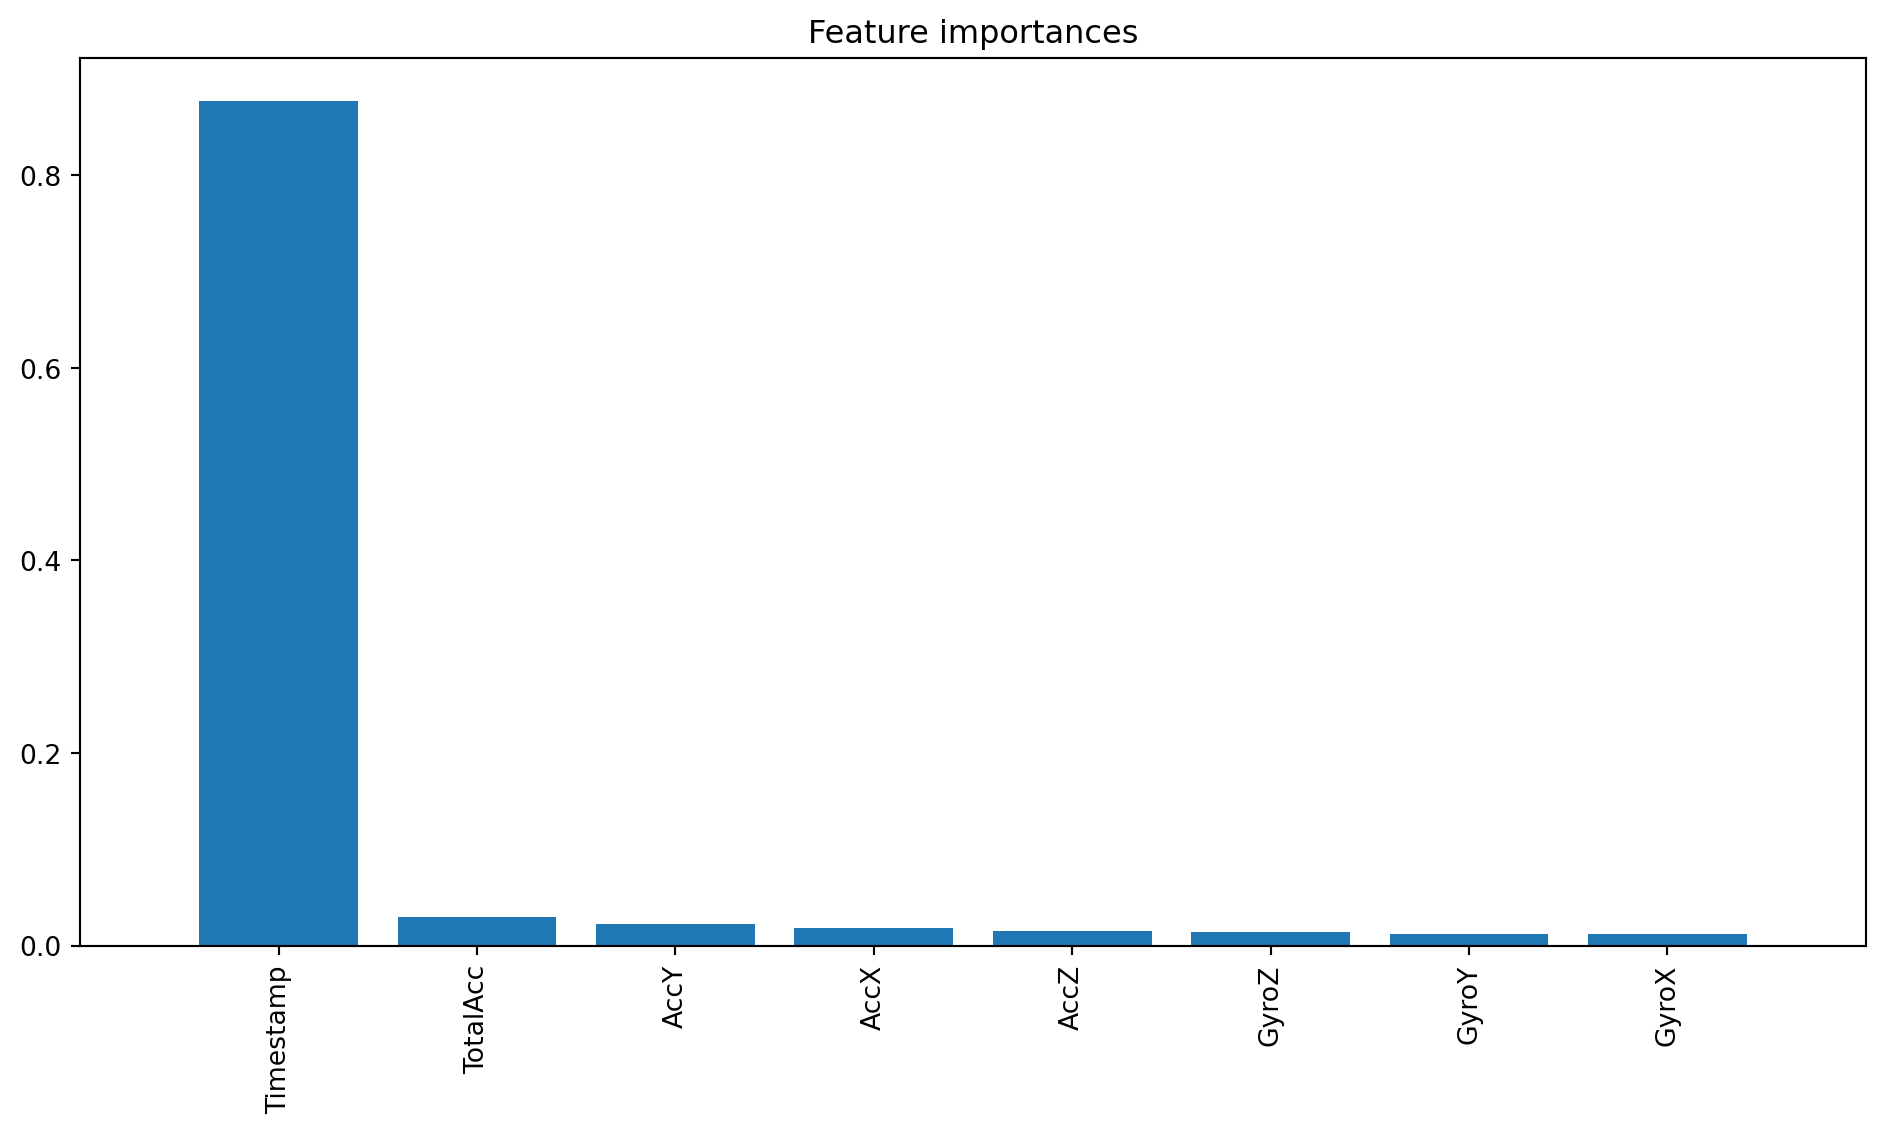 Feature importances
0.8
0.6
0.4
0.2
0.0
Timestamp
TotalAcc
AccY
AccX
AccZ
GyroZ
GyroY
GyroX